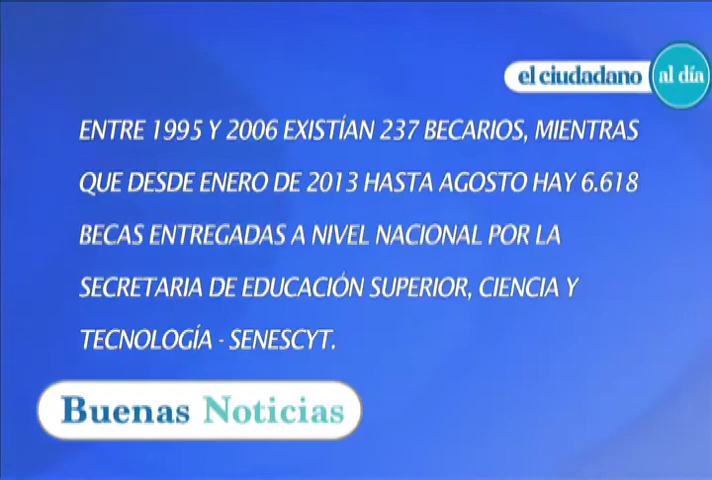 el ciudadano al día
ENTRE 1995 Y 2006 EXISTÍAN 237 BECARIOS, MIENTRAS
QUE DESDE ENERO DE 2013 HASTA AGOSTO HAY 6.618
BECAS ENTREGADAS A NIVEL NACIONAL POR LA
SECRETARIA DE EDUCACIÓN SUPERIOR, CIENCIA Y
TECNOLOGÍA - SENESCYT.
Buenas Noticias